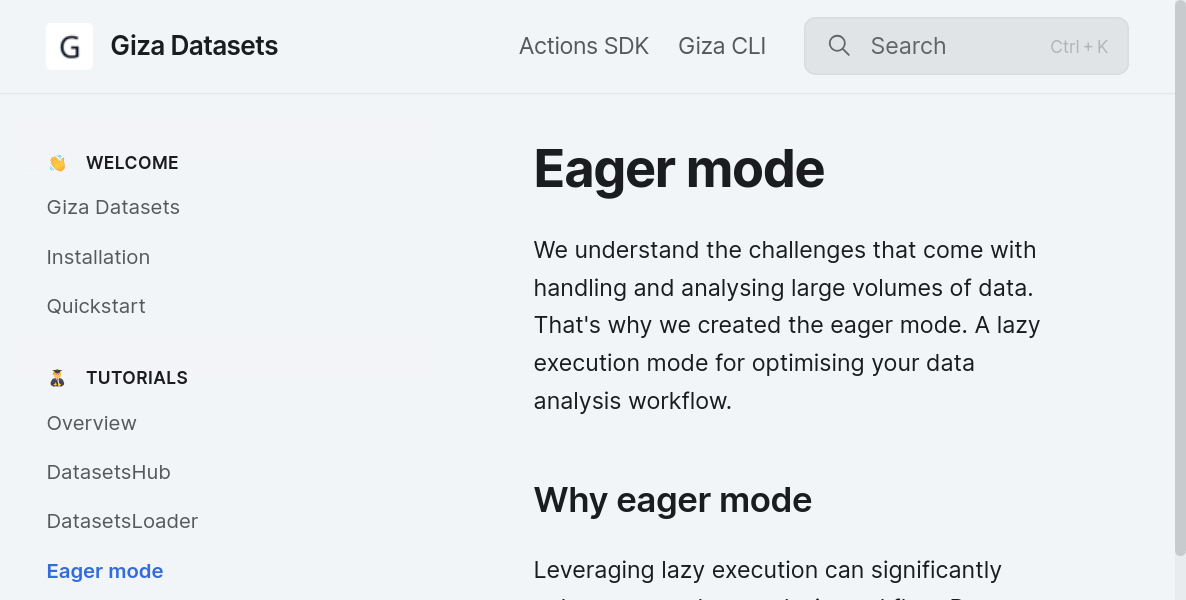 G Giza Datasets
Actions SDK Giza CLI Search Ctrl + K
WELCOME
Giza Datasets
Installation
Quickstart
TUTORIALS
Overview
DatasetsHub
DatasetsLoader
Eager mode
Eager mode
We understand the challenges that come with
handling and analysing large volumes of data.
That's why we created the eager mode. A lazy
execution mode for optimising your data
analysis workflow.
Why eager mode
Leveraging lazy execution can significantly